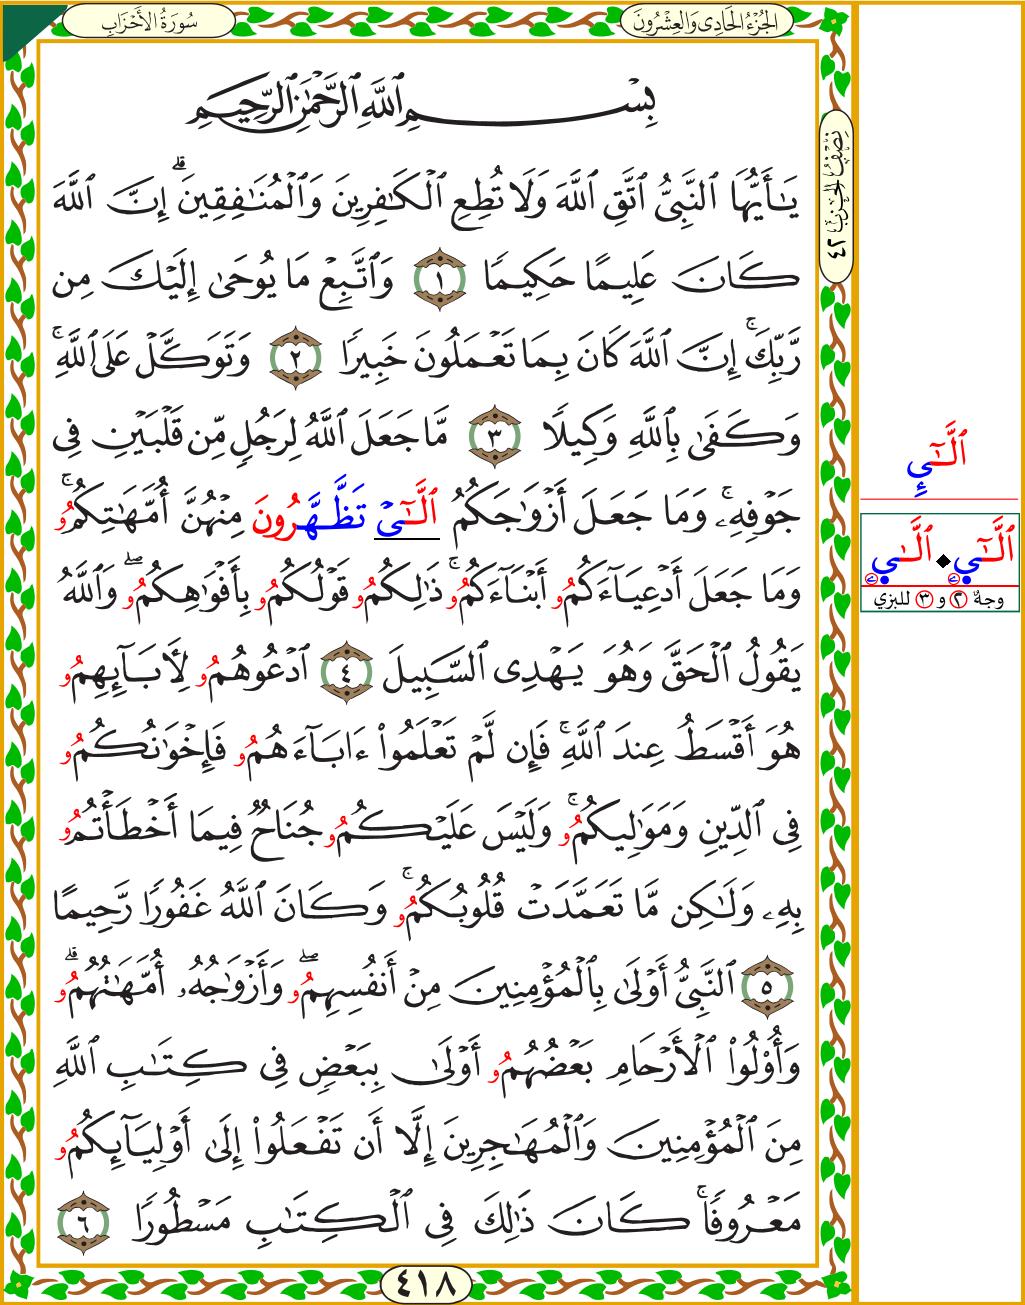 سُورَةُ الأَحْزَابِ
الجُزْءُ الحَادِي وَالعِشْرُونَ
بِسْمِ ٱللَّهِ ٱلرَّحْمَٰنِ ٱلرَّحِيمِ
يَٰٓأَيُّهَا ٱلنَّبِىُّ ٱتَّقِ ٱللَّهَ وَلَا تُطِعِ ٱلْكَٰفِرِينَ وَٱلْمُنَٰفِقِينَۗ إِنَّ ٱللَّهَ
كَانَ عَلِيمًا حَكِيمًا ١ وَٱتَّبِعْ مَا يُوحَىٰ إِلَيْكَ مِن
رَّبِّكَۚ إِنَّ ٱللَّهَ كَانَ بِمَا تَعْمَلُونَ خَبِيرًا ٢ وَتَوَكَّلْ عَلَى ٱللَّهِۚ
وَكَفَىٰ بِٱللَّهِ وَكِيلًا ٣ مَّا جَعَلَ ٱللَّهُ لِرَجُلٍ مِّن قَلْبَيْنِ فِى
جَوْفِهِۦۚ وَمَا جَعَلَ أَزْوَٰجَكُمُ ٱلَّٰٓىْ تَظَّهَّرُونَ مِنْهُنَّ أُمَّهَٰتِكُمُوۚ
وَمَا جَعَلَ أَدْعِيَآءَكُمُو أَبْنَآءَكُمُوۚ ذَٰلِكُمُو قَوْلُكُمُو بِأَفْوَٰهِكُمُوۖ وَٱللَّهُ
يَقُولُ ٱلْحَقَّ وَهُوَ يَهْدِى ٱلسَّبِيلَ ٤ ٱدْعُوهُمُو لِأَبَآئِهِمُو
هُوَ أَقْسَطُ عِندَ ٱللَّهِۚ فَإِن لَّمْ تَعْلَمُوا۟ ءَابَآءَهُمُو فَإِخْوَٰنُكُمُو
فِى ٱلدِّينِ وَمَوَٰلِيكُمُوۚ وَلَيْسَ عَلَيْكُمُو جُنَاحٌ فِيمَا أَخْطَأْتُمُو
بِهِۦ وَلَٰكِن مَّا تَعَمَّدَتْ قُلُوبُكُمُوۚ وَكَانَ ٱللَّهُ غَفُورًا رَّحِيمًا
٥ ٱلنَّبِىُّ أَوْلَىٰ بِٱلْمُؤْمِنِينَ مِنْ أَنفُسِهِمُوۖ وَأَزْوَٰجُهُۥ أُمَّهَٰتُهُمُوۗ
وَأُو۟لُوا۟ ٱلْأَرْحَامِ بَعْضُهُمُو أَوْلَىٰ بِبَعْضٍ فِى كِتَٰبِ ٱللَّهِ
مِنَ ٱلْمُؤْمِنِينَ وَٱلْمُهَٰجِرِينَ إِلَّا أَن تَفْعَلُوا۟ إِلَىٰ أَوْلِيَآئِكُمُو
مَعْرُوفًاۚ كَانَ ذَٰلِكَ فِى ٱلْكِتَٰبِ مَسْطُورًا ٦
٤١٨
نِصْفُ الحِزْبِ ٤٢
ٱلَّٰٓىِٕ
ٱلَّٰٓىِۦ ◆ ٱلَّٰىِۦ
وجهٌ ٢ و ٣ للبزي